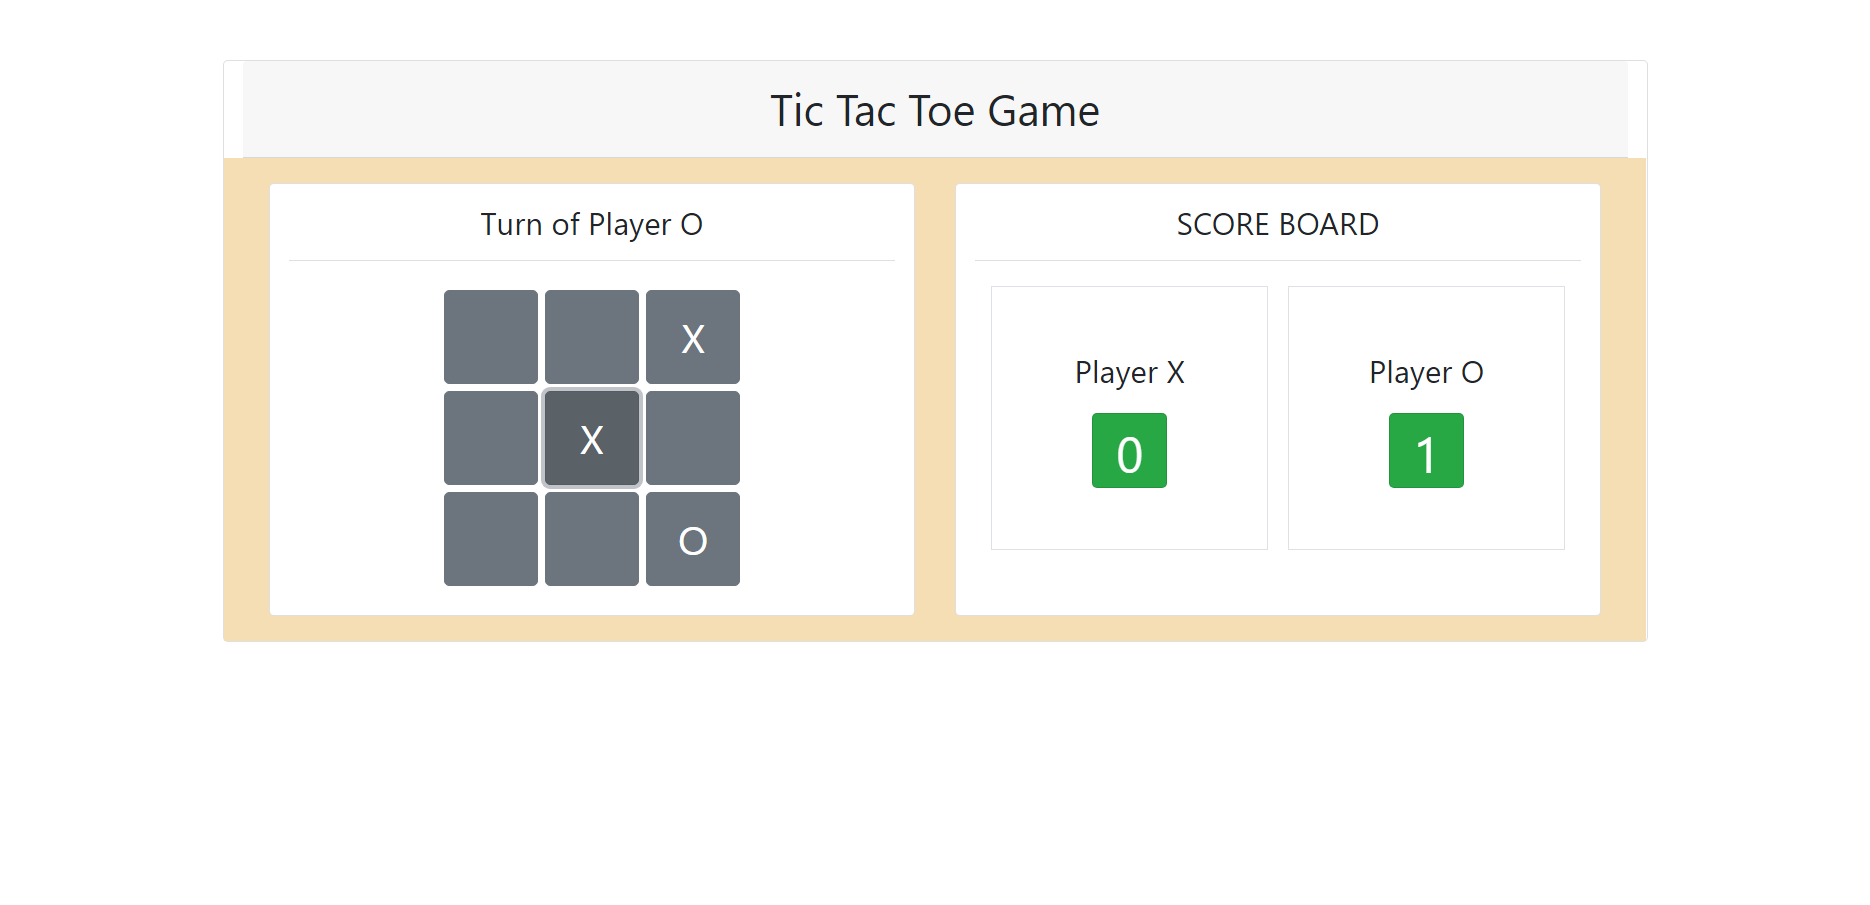 Tic Tac Toe Game
Turn of Player O
X
X
O
SCORE BOARD
Player X
0
Player O
1